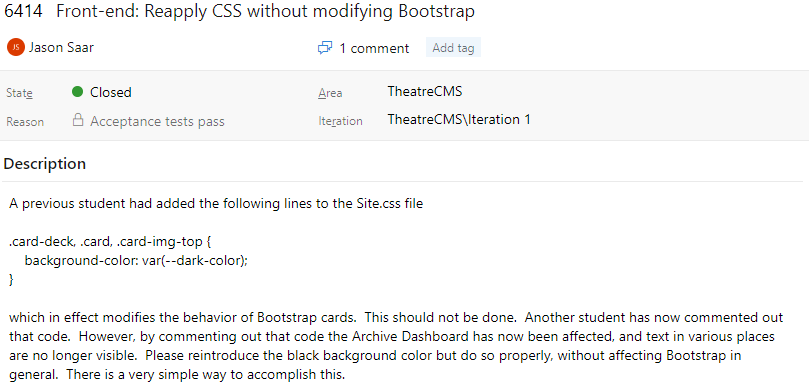 6414 Front-end: Reapply CSS without modifying Bootstrap
JS Jason Saar 1 comment Add tag
State Closed Area TheatreCMS
Reason Acceptance tests pass Iteration TheatreCMS\Iteration 1
Description
A previous student had added the following lines to the Site.css file
.card-deck, .card, .card-img-top {
background-color: var(--dark-color);
}
which in effect modifies the behavior of Bootstrap cards.  This should not be done.  Another student has now commented out
that code.  However, by commenting out that code the Archive Dashboard has now been affected, and text in various places
are no longer visible.  Please reintroduce the black background color but do so properly, without affecting Bootstrap in
general.  There is a very simple way to accomplish this.